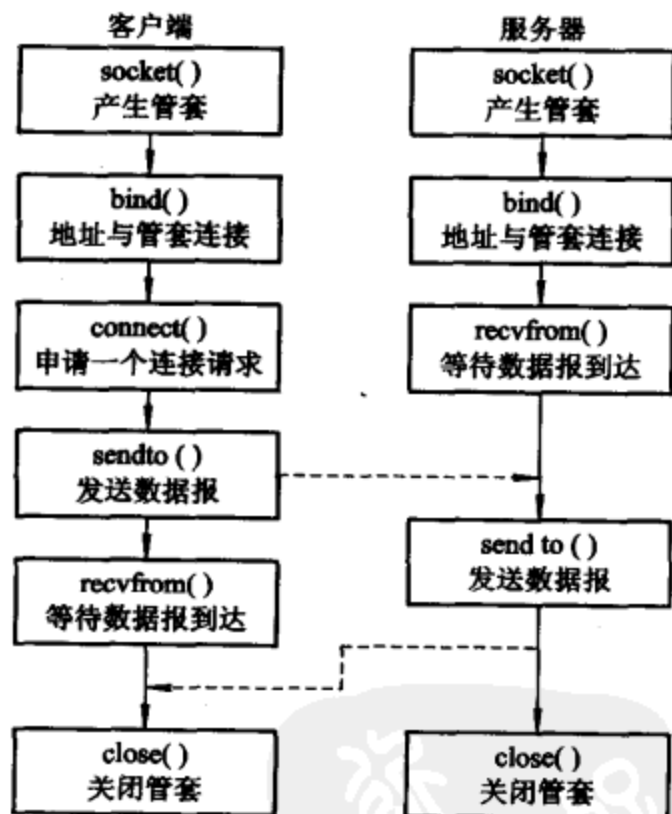 客户端
socket( )
产生管套
bind( )
地址与管套连接
connect()
申请一个连接请求
sendto ( )
发送数据报
recvfrom( )
等待数据报到达
close( )
关闭管套
服务器
socket( )
产生管套
bind( )
地址与管套连接
recvfrom( )
等待数据报到达
send to ( )
发送数据报
close( )
关闭管套